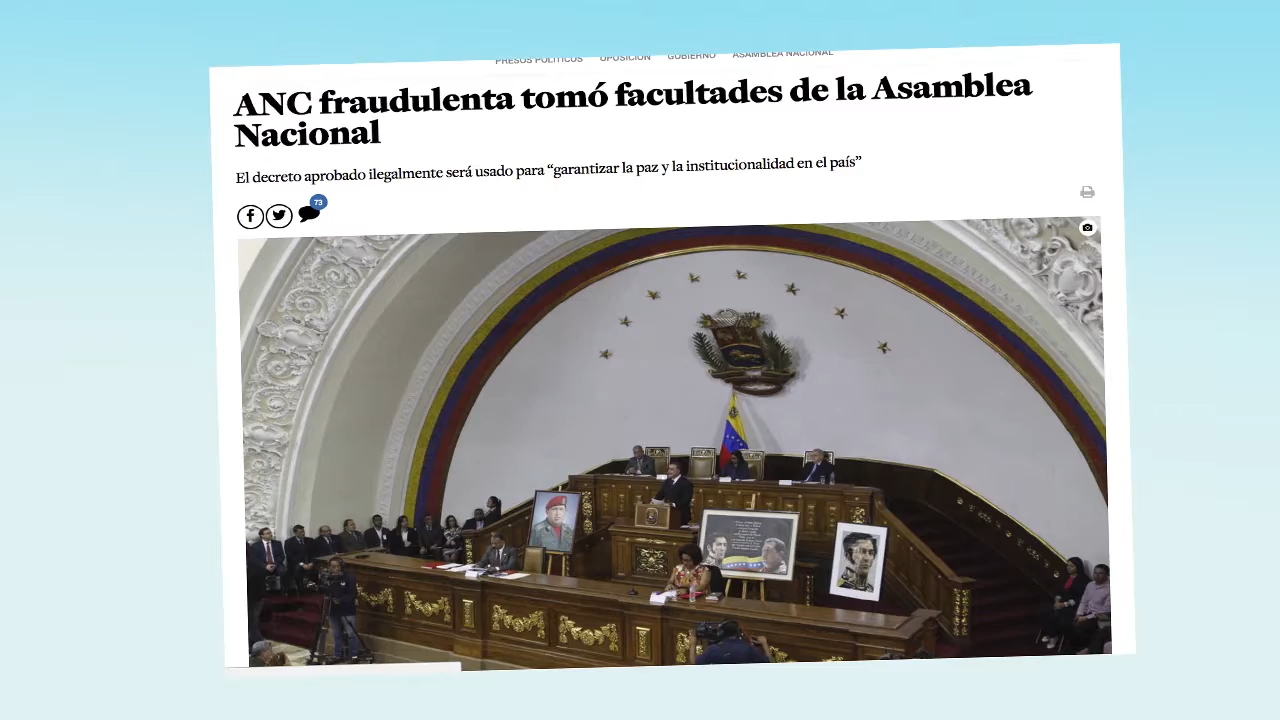 PRESOS POLÍTICOS OPOSICIÓN GOBIERNO ASAMBLEA NACIONAL
ANC fraudulenta tomó facultades de la Asamblea
Nacional
El decreto aprobado ilegalmente será usado para “garantizar la paz y la institucionalidad en el país”
73